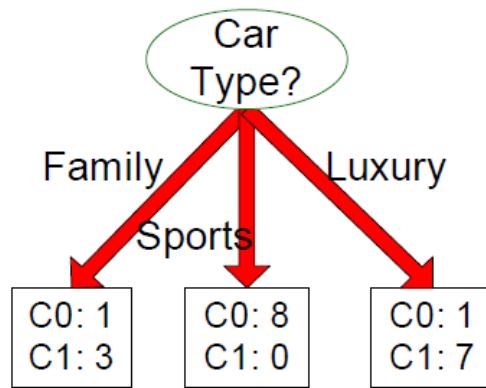 Car
Type?
Family
Luxury
Sports
C0: 1
C1: 3
C0: 8
C1: 0
C0: 1
C1: 7